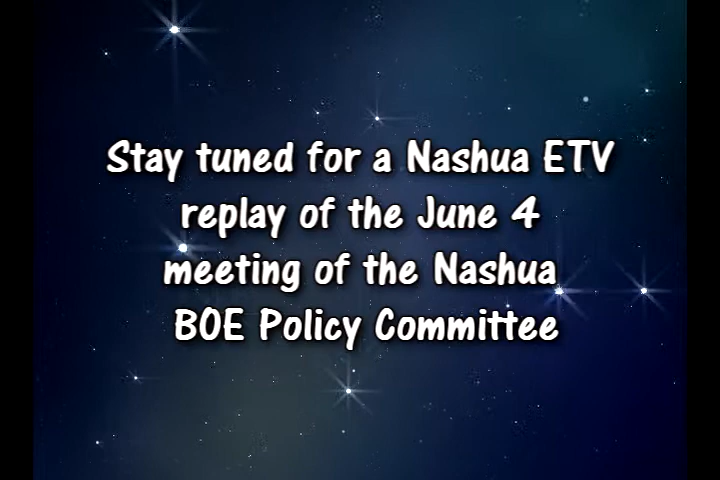 Stay tuned for a Nashua ETV
replay of the June 4
meeting of the Nashua
BOE Policy Committee